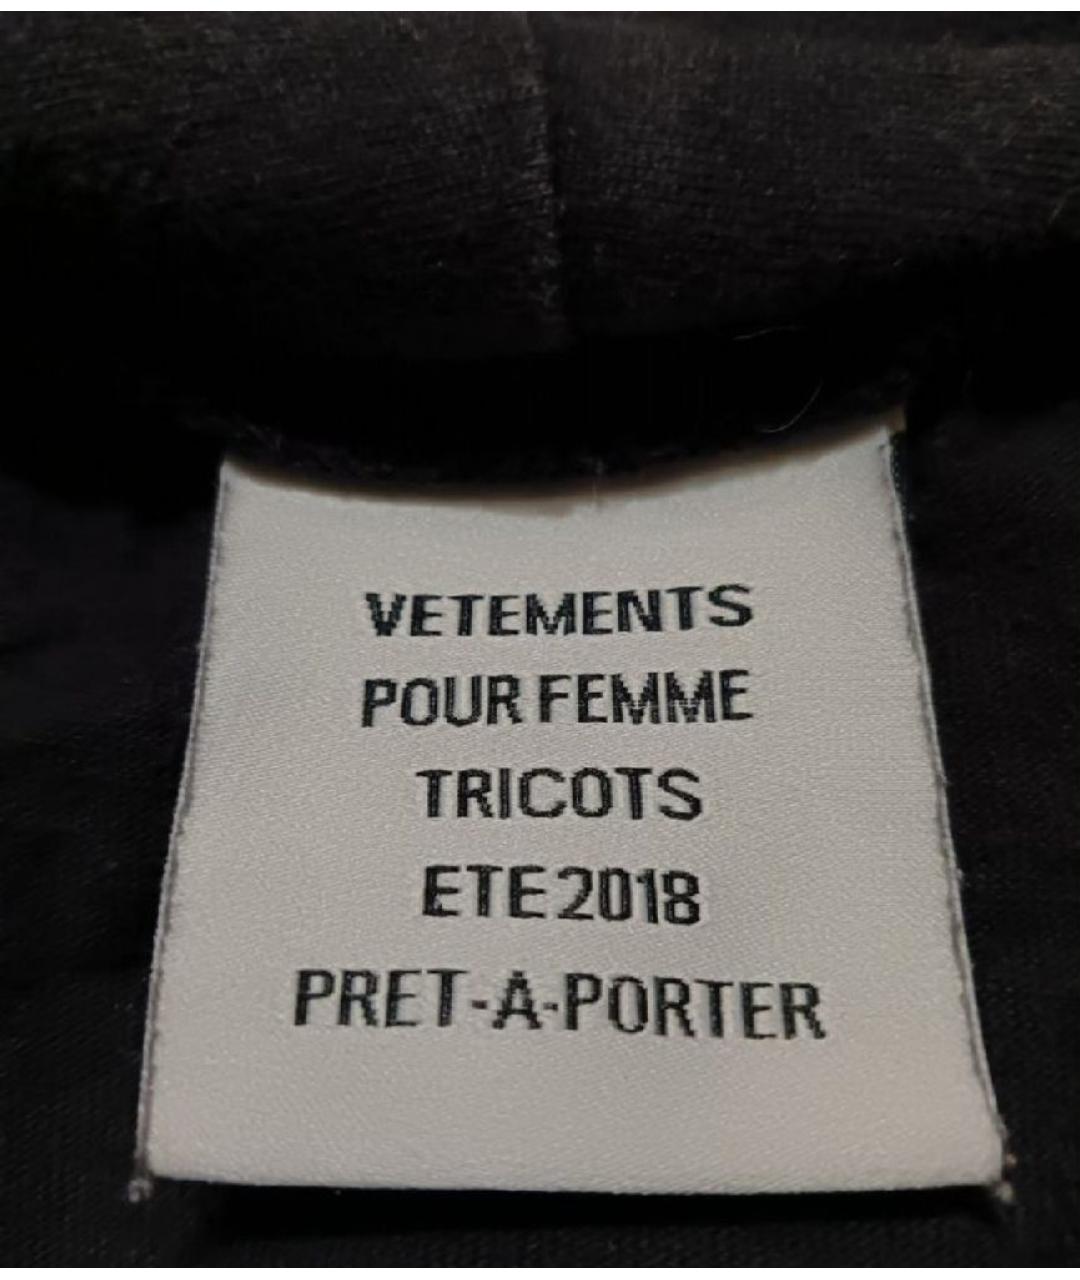 VETEMENTS
POUR FEMME
TRICOTS
ETE 2018
PRET-A-PORTER